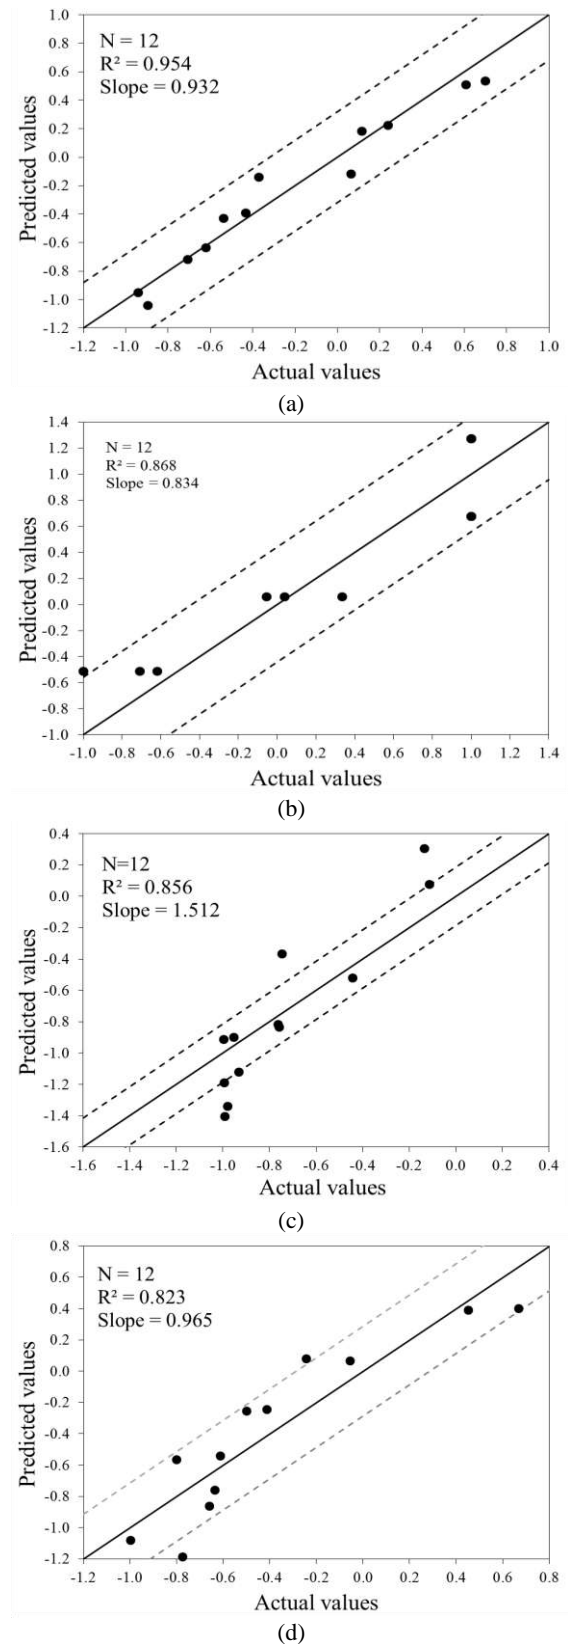 1.0
0.8
0.6
0.4
0.2
0.0
-0.2
-0.4
-0.6
-0.8
-1.0
-1.2
Predicted values
N = 12
R² = 0.954
Slope = 0.932
-1.2 -1.0 -0.8 -0.6 -0.4 -0.2 0.0 0.2 0.4 0.6 0.8 1.0
Actual values
(a)
1.4
1.2
1.0
0.8
0.6
0.4
0.2
0.0
-0.2
-0.4
-0.6
-0.8
-1.0
Predicted values
N = 12
R² = 0.868
Slope = 0.834
-1.0 -0.8 -0.6 -0.4 -0.2 0.0 0.2 0.4 0.6 0.8 1.0 1.2 1.4
Actual values
(b)
0.4
0.2
0.0
-0.2
-0.4
-0.6
-0.8
-1.0
-1.2
-1.4
-1.6
Predicted values
N=12
R² = 0.856
Slope = 1.512
-1.6 -1.4 -1.2 -1.0 -0.8 -0.6 -0.4 -0.2 0.0 0.2 0.4
Actual values
(c)
0.8
0.6
0.4
0.2
0.0
-0.2
-0.4
-0.6
-0.8
-1.0
-1.2
Predicted values
N = 12
R² = 0.823
Slope = 0.965
-1.2 -1.0 -0.8 -0.6 -0.4 -0.2 0.0 0.2 0.4 0.6 0.8
Actual values
(d)